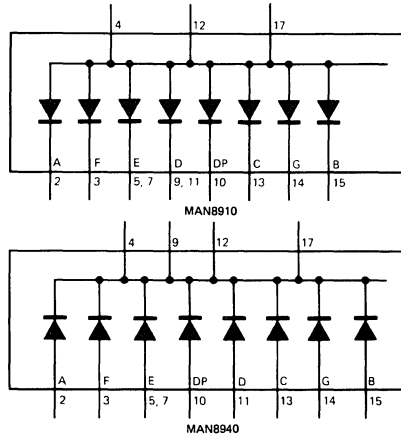 4 12 17
A F E D DP C G B
2 3 5, 7 9, 11 10 13 14 15
MAN8910
4 9 12 17
A F E DP D C G B
2 3 5, 7 10 11 13 14 15
MAN8940